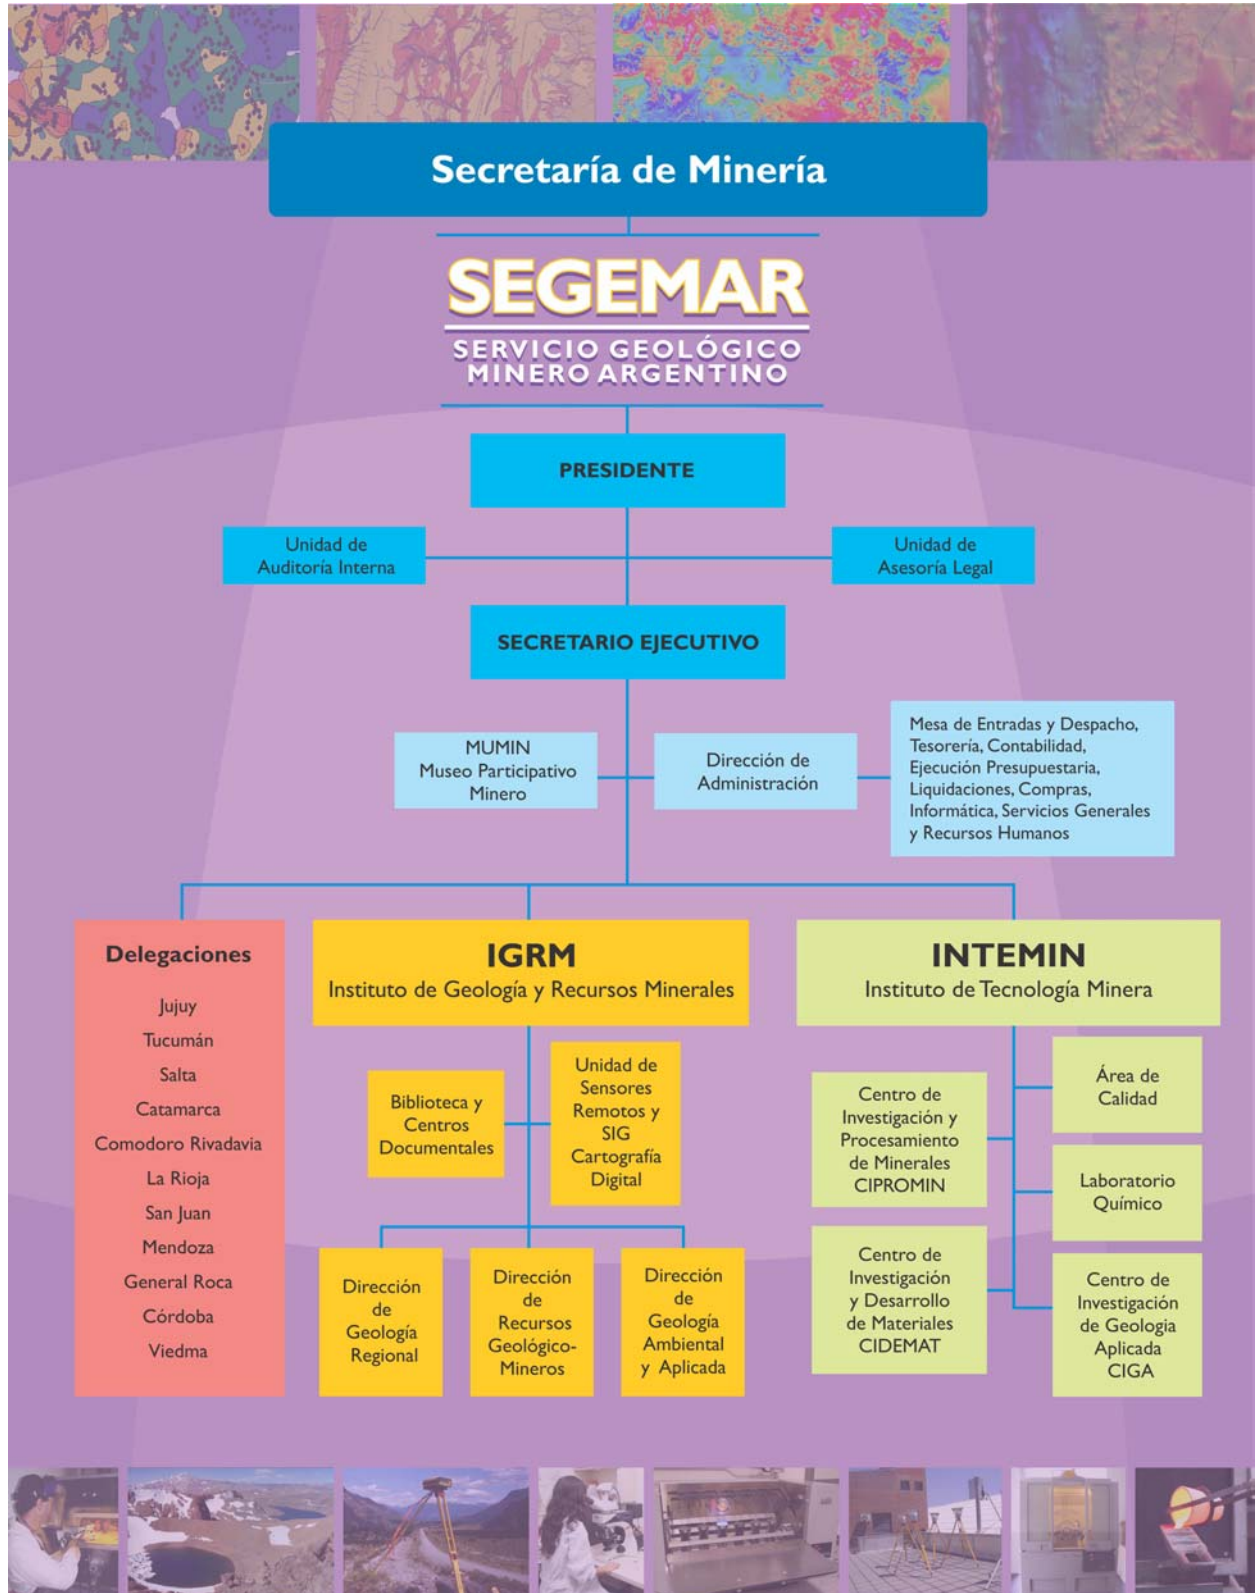 Secretaría de Minería
SEGEMAR
SERVICIO GEOLÓGICO
MINERO ARGENTINO
PRESIDENTE
Unidad de
Auditoría Interna
Unidad de
Asesoría Legal
SECRETARIO EJECUTIVO
MUMIN
Museo Participativo
Minero
Dirección de
Administración
Mesa de Entradas y Despacho,
Tesorería, Contabilidad,
Ejecución Presupuestaria,
Liquidaciones, Compras,
Informática, Servicios Generales
y Recursos Humanos
Delegaciones
Jujuy
Tucumán
Salta
Catamarca
Comodoro Rivadavia
La Rioja
San Juan
Mendoza
General Roca
Córdoba
Viedma
IGRM
Instituto de Geología y Recursos Minerales
Biblioteca y
Centros
Documentales
Unidad de
Sensores
Remotos y
SIG
Cartografía
Digital
Dirección
de
Geología
Regional
Dirección
de
Recursos
Geológico-
Mineros
Dirección
de
Geología
Ambiental
y Aplicada
INTEMIN
Instituto de Tecnología Minera
Centro de
Investigación y
Procesamiento
de Minerales
CIPROMIN
Área de
Calidad
Laboratorio
Químico
Centro de
Investigación
y Desarrollo
de Materiales
CIDEMAT
Centro de
Investigación
de Geologia
Aplicada
CIGA